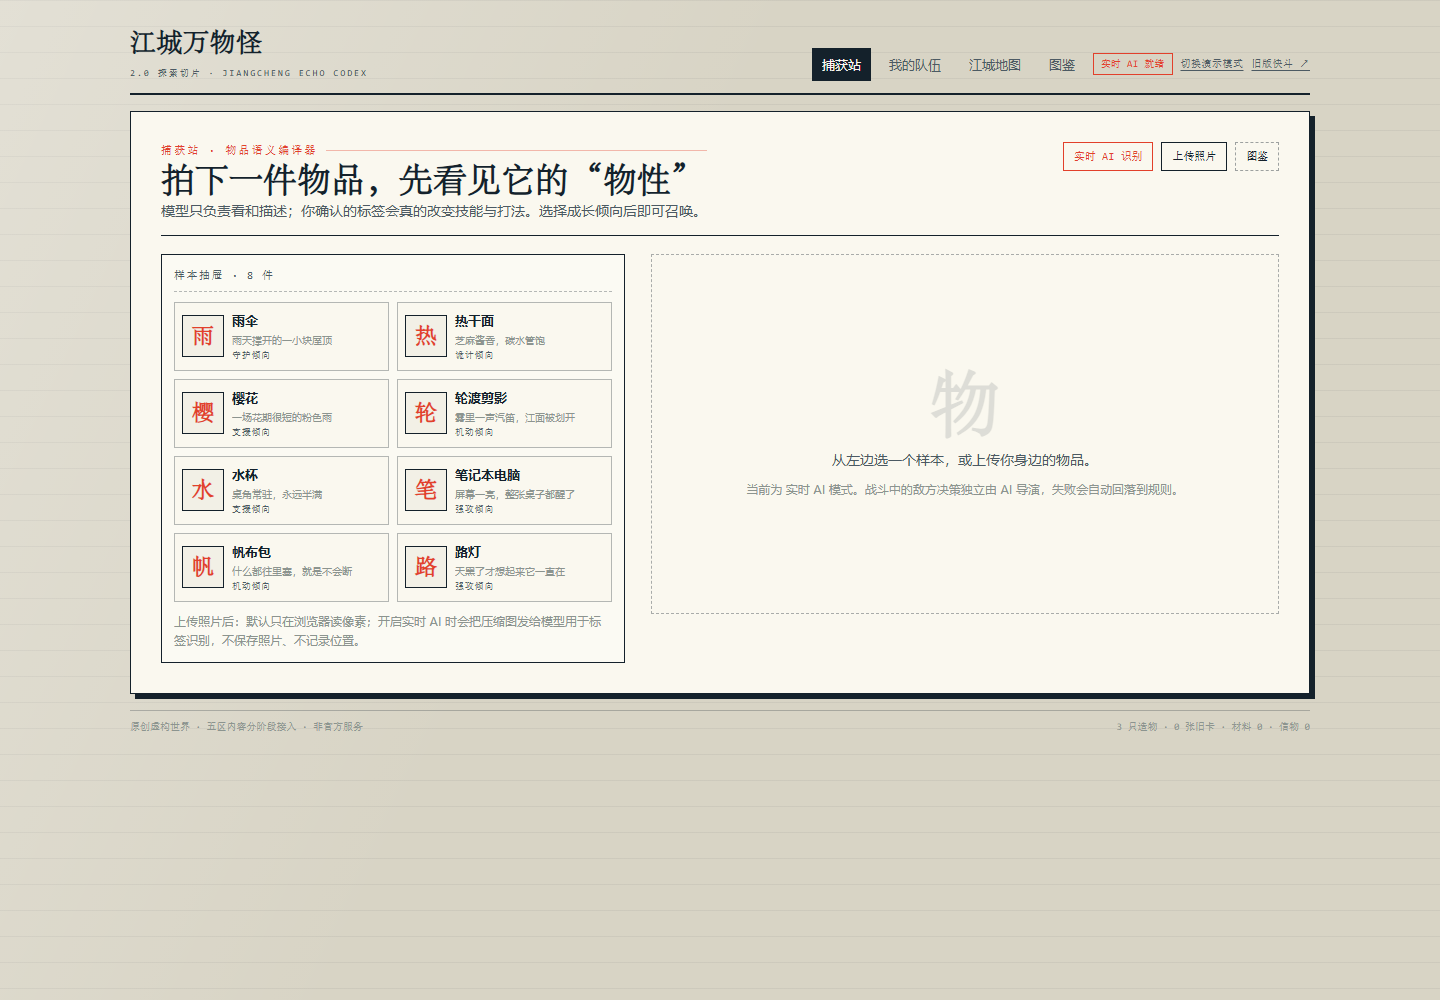 江城万物怪
2.0 探索切片 · JIANGCHENG ECHO CODEX
捕获站 我的队伍 江城地图 图鉴 实时 AI 就绪 切换演示模式 旧版快斗 ↗
捕获站 · 物品语义编译器
实时 AI 识别 上传照片 图鉴
拍下一件物品，先看见它的“物性”
模型只负责看和描述；你确认的标签会真的改变技能与打法。选择成长倾向后即可召唤。
样本抽屉 · 8 件
雨
雨伞
雨天撑开的一小块屋顶
守护倾向
热
热干面
芝麻酱香，碳水管饱
诡计倾向
樱
樱花
一场花期很短的粉色雨
支援倾向
轮
轮渡剪影
雾里一声汽笛，江面被划开
机动倾向
水
水杯
桌角常驻，永远半满
支援倾向
笔
笔记本电脑
屏幕一亮，整张桌子都醒了
强攻倾向
帆
帆布包
什么都往里塞，就是不会断
机动倾向
路
路灯
天黑了才想起来它一直在
强攻倾向
上传照片后：默认只在浏览器读像素；开启实时 AI 时会把压缩图发给模型用于标
签识别，不保存照片、不记录位置。
物
从左边选一个样本，或上传你身边的物品。
当前为 实时 AI 模式。战斗中的敌方决策独立由 AI 导演，失败会自动回落到规则。
原创虚构世界 · 五区内容分阶段接入 · 非官方服务
3 只造物 · 0 张旧卡 · 材料 0 · 信物 0